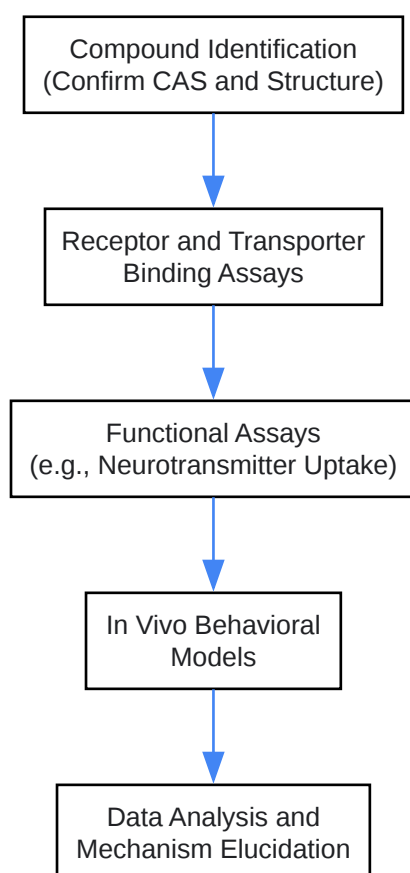 Compound Identification
(Confirm CAS and Structure)
Receptor and Transporter
Binding Assays
Functional Assays
(e.g., Neurotransmitter Uptake)
In Vivo Behavioral
Models
Data Analysis and
Mechanism Elucidation